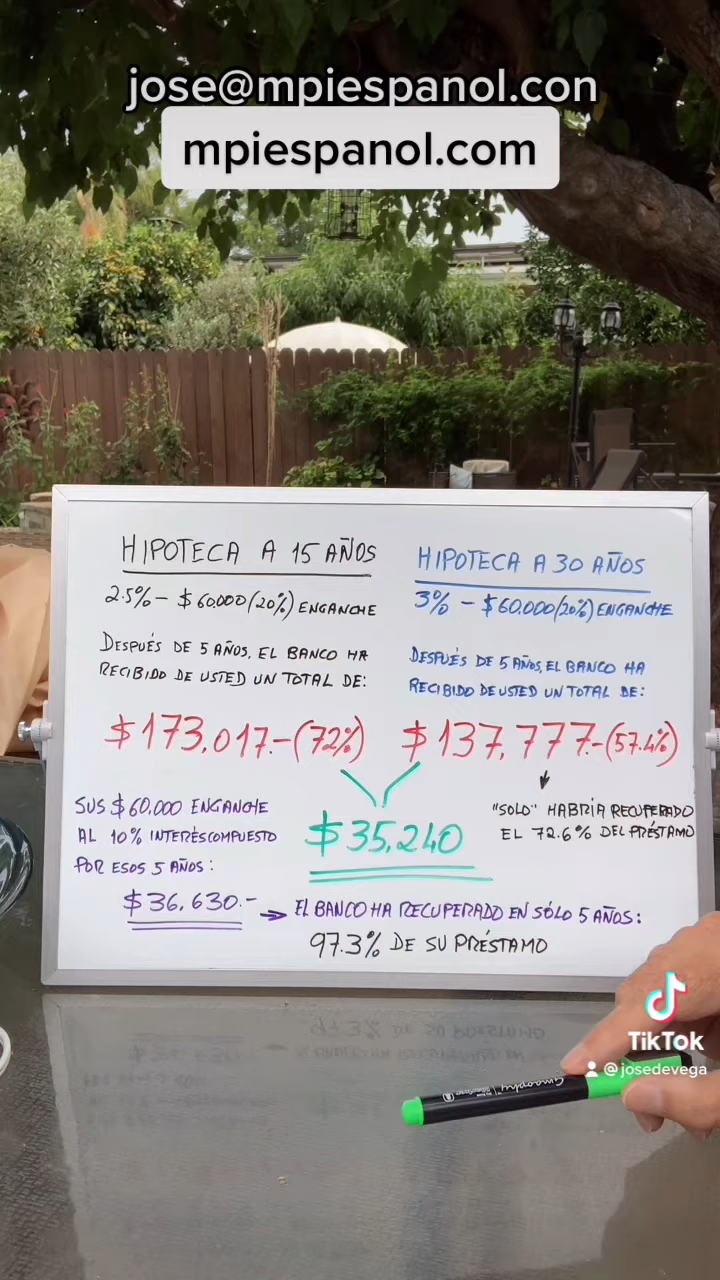 jose@mpiespanol.con
mpiespanol.com
HIPOTECA A 15 AÑOS
2.5% - $60.000 (20%) ENGANCHE
DESPUÉS DE 5 AÑOS, EL BANCO HA
RECIBIDO DE USTED UN TOTAL DE:
$173,017.- (72%)
HIPOTECA A 30 AÑOS
3% - $60.000 (20%) ENGANCHE
DESPUÉS DE 5 AÑOS, EL BANCO HA
RECIBIDO DE USTED UN TOTAL DE:
$137,777.- (57.4%)
"SOLO" HABRÍA RECUPERADO
EL 72.6% DEL PRÉSTAMO
$35,240
SUS $60,000 ENGANCHE
AL 10% INTERÉS COMPUESTO
POR ESOS 5 AÑOS:
$36,630.-
EL BANCO HA RECUPERADO EN SÓLO 5 AÑOS:
97.3% DE SU PRÉSTAMO
TikTok
@josedevega